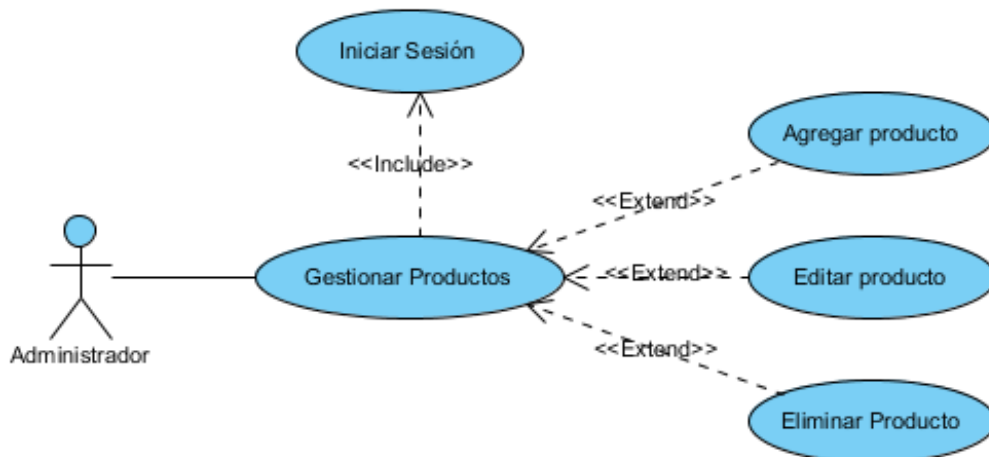 Iniciar Sesión
Agregar producto
<<Include>>
<<Extend>>
Gestionar Productos
<<Extend>>
Editar producto
Administrador
<<Extend>>
Eliminar Producto